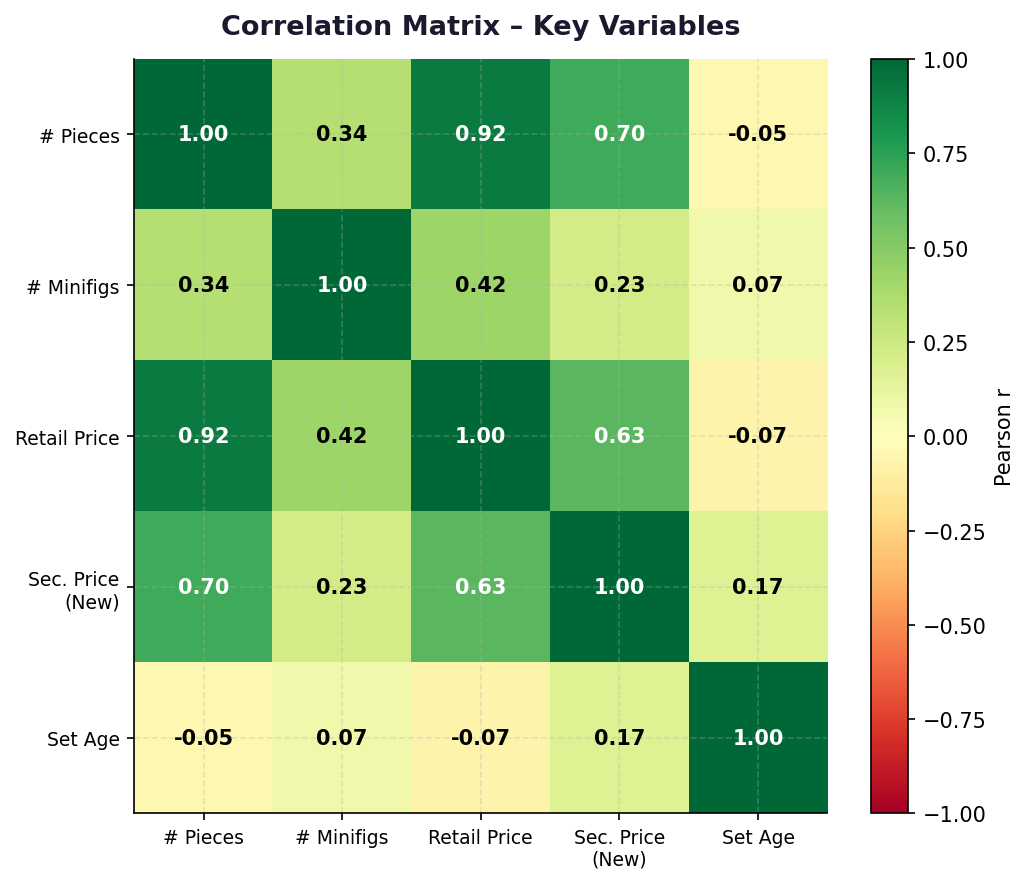 Correlation Matrix – Key Variables
# Pieces
1.00 0.34 0.92 0.70 -0.05
# Minifigs
0.34 1.00 0.42 0.23 0.07
Retail Price
0.92 0.42 1.00 0.63 -0.07
Sec. Price
(New)
0.70 0.23 0.63 1.00 0.17
Set Age
-0.05 0.07 -0.07 0.17 1.00
# Pieces # Minifigs Retail Price Sec. Price Set Age
(New)
1.00
0.75
0.50
0.25
0.00
−0.25
−0.50
−0.75
−1.00
Pearson r